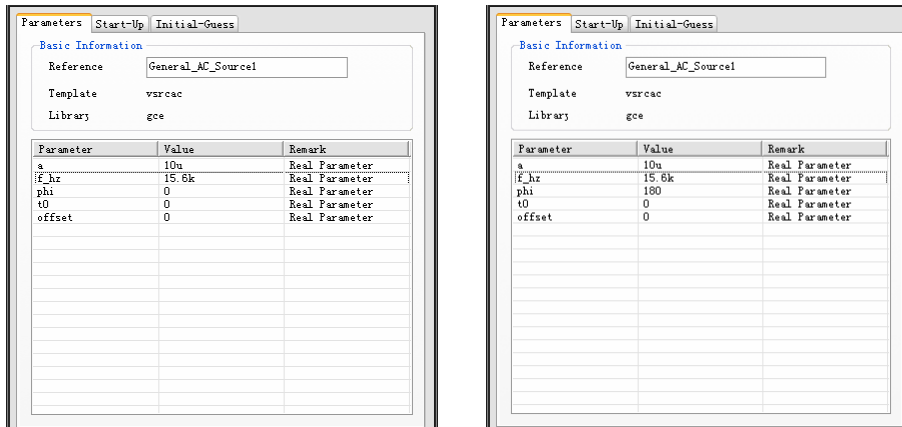 Parameters Start-Up Initial-Guess
Basic Information
Reference General_AC_Source1
Template vsrcac
Library gce
Parameter Value Remark
a 10u Real Parameter
f_hz 15.6k Real Parameter
phi 0 Real Parameter
t0 0 Real Parameter
offset 0 Real Parameter
Parameters Start-Up Initial-Guess
Basic Information
Reference General_AC_Source1
Template vsrcac
Library gce
Parameter Value Remark
a 10u Real Parameter
f_hz 15.6k Real Parameter
phi 180 Real Parameter
t0 0 Real Parameter
offset 0 Real Parameter